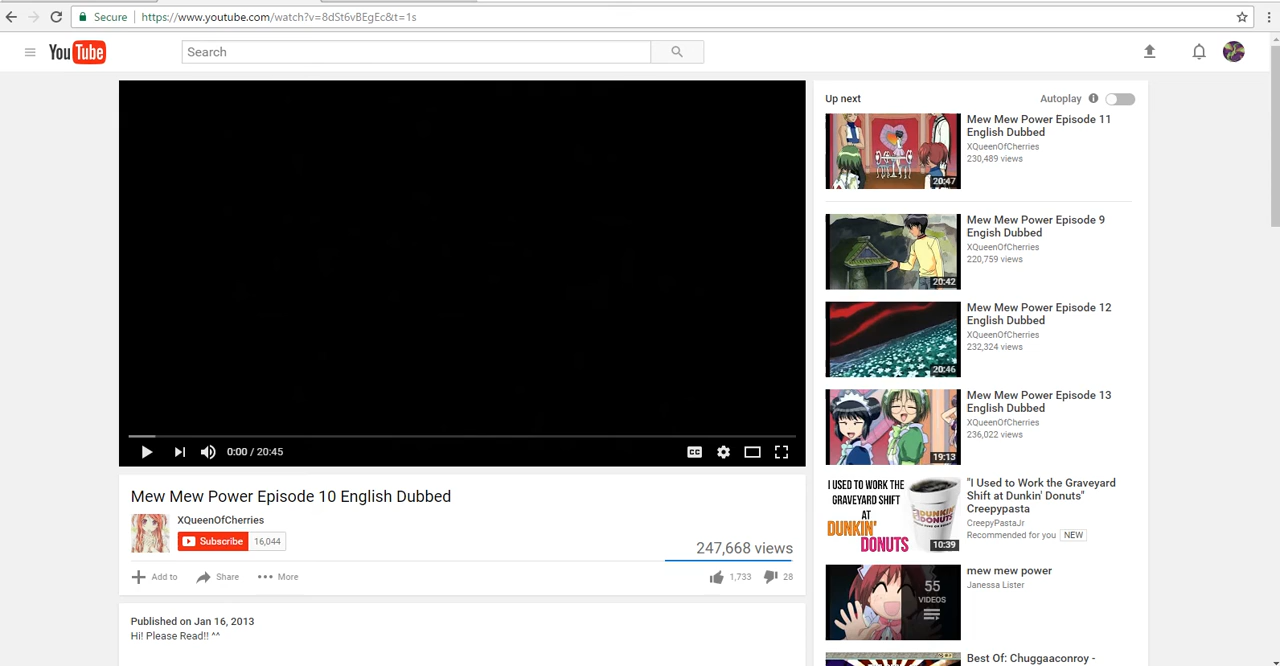 Secure
https://www.youtube.com/watch?v=8dSt6vBEgEc&t=1s
YouTube
Search
0:00 / 20:45
CC
Mew Mew Power Episode 10 English Dubbed
XQueenOfCherries
Subscribe 16,044
247,668 views
Add to
Share
More
1,733
28
Published on Jan 16, 2013
Hi! Please Read!! ^^
Up next
Autoplay
20:47
Mew Mew Power Episode 11
English Dubbed
XQueenOfCherries
230,489 views
20:42
Mew Mew Power Episode 9
Engish Dubbed
XQueenOfCherries
220,759 views
20:46
Mew Mew Power Episode 12
English Dubbed
XQueenOfCherries
232,324 views
19:13
Mew Mew Power Episode 13
English Dubbed
XQueenOfCherries
236,022 views
I USED TO WORK THE
GRAVEYARD
SHIFT
AT
DUNKIN'
DONUTS
10:39
"I Used to Work the Graveyard
Shift at Dunkin' Donuts"
Creepypasta
CreepyPastaJr
Recommended for you NEW
55
VIDEOS
mew mew power
Janessa Lister
Best Of: Chuggaaconroy -